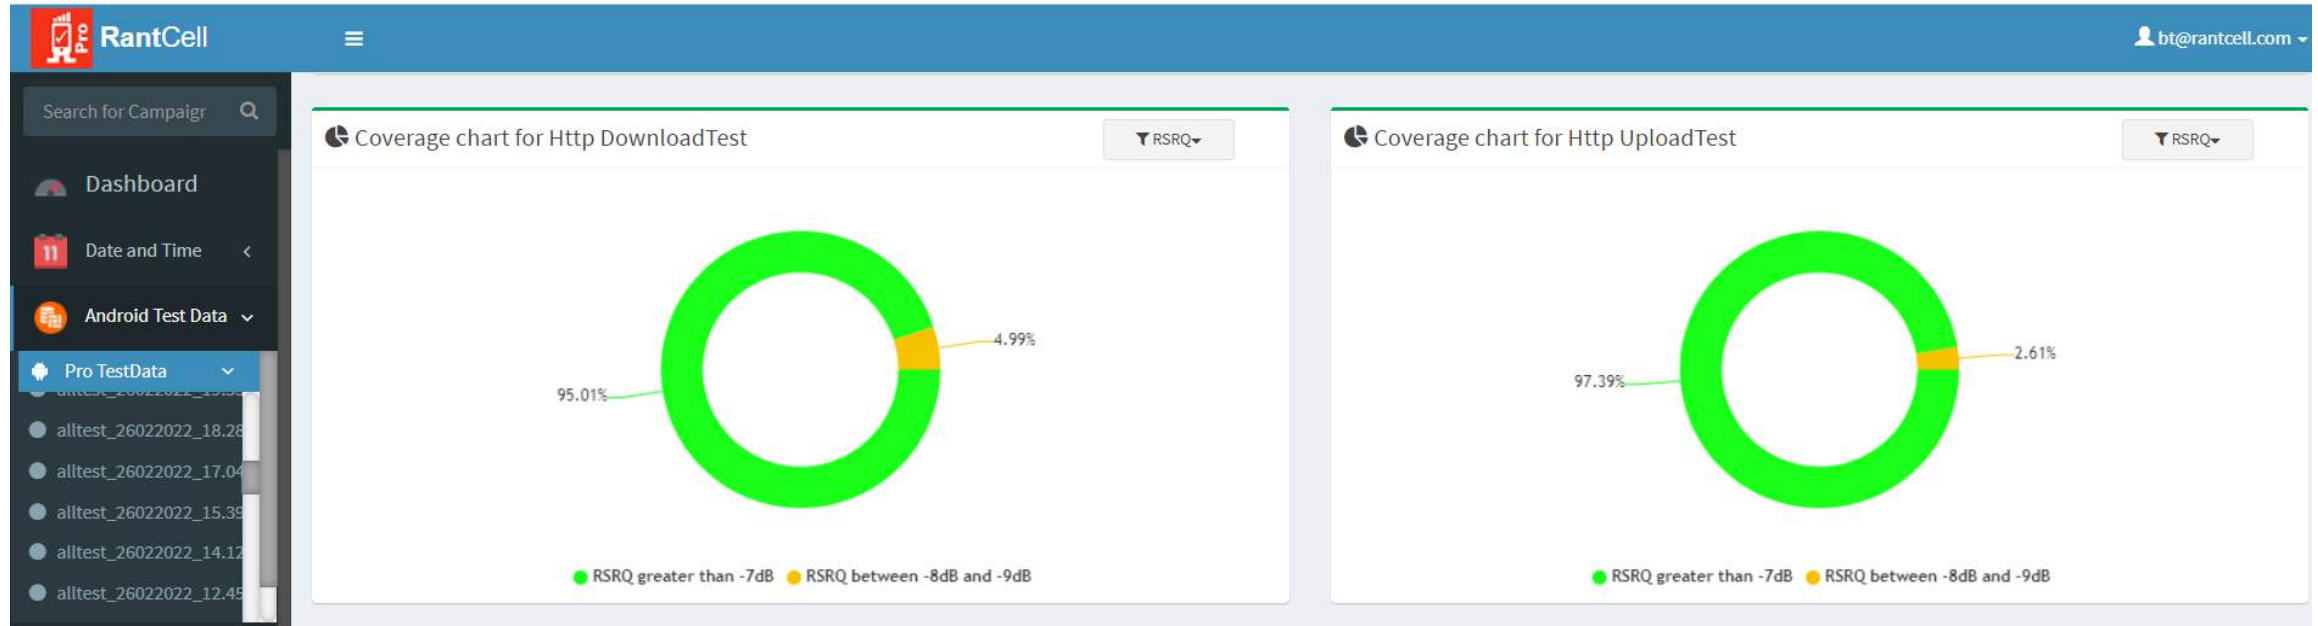 Pro
RantCell
bt@rantcell.com
Search for Campaigr
Dashboard
11
Date and Time
Android Test Data
Pro TestData
alltest_26022022_18.28
alltest_26022022_17.04
alltest_26022022_15.39
alltest_26022022_14.12
alltest_26022022_12.45
Coverage chart for Http DownloadTest
RSRQ
4.99%
95.01%
RSRQ greater than -7dB RSRQ between -8dB and -9dB
Coverage chart for Http UploadTest
RSRQ
2.61%
97.39%
RSRQ greater than -7dB RSRQ between -8dB and -9dB